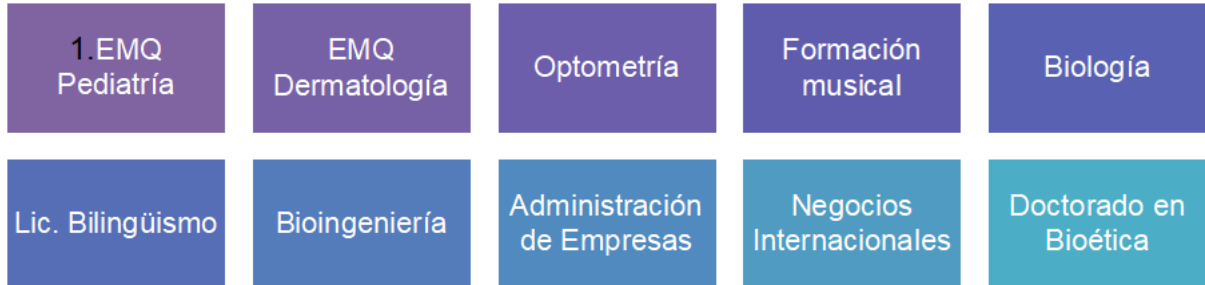 1.EMQ
Pediatría
EMQ
Dermatología
Optometría
Formación
musical
Biología
Lic. Bilingüismo
Bioingeniería
Administración
de Empresas
Negocios
Internacionales
Doctorado en
Bioética